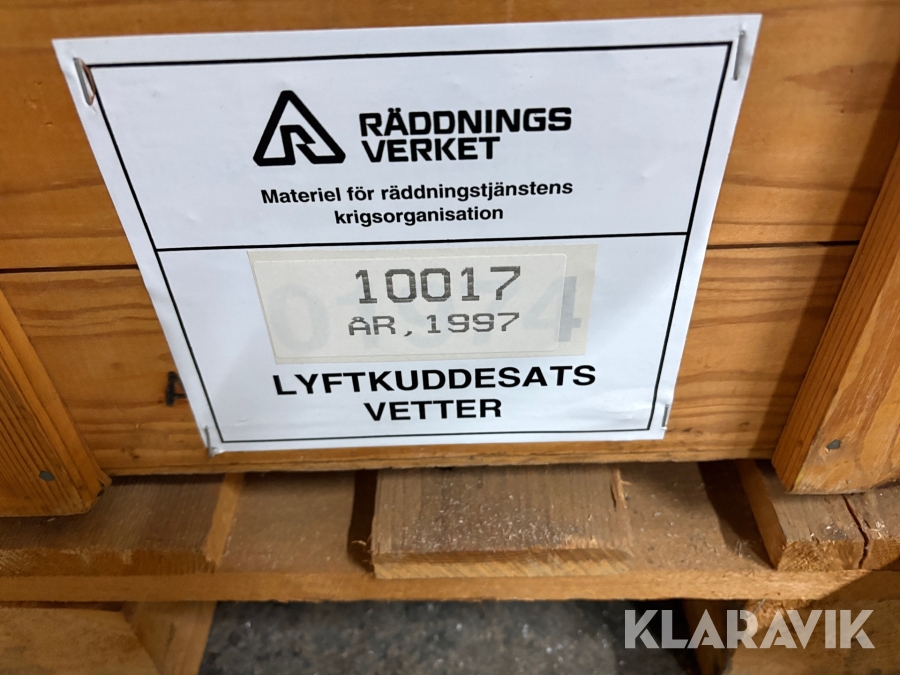 RÄDDNINGS
VERKET
Materiel för räddningstjänstens
krigsorganisation
10017
ÅR, 1997
LYFTKUDDESATS
VETTER
KLARAVIK